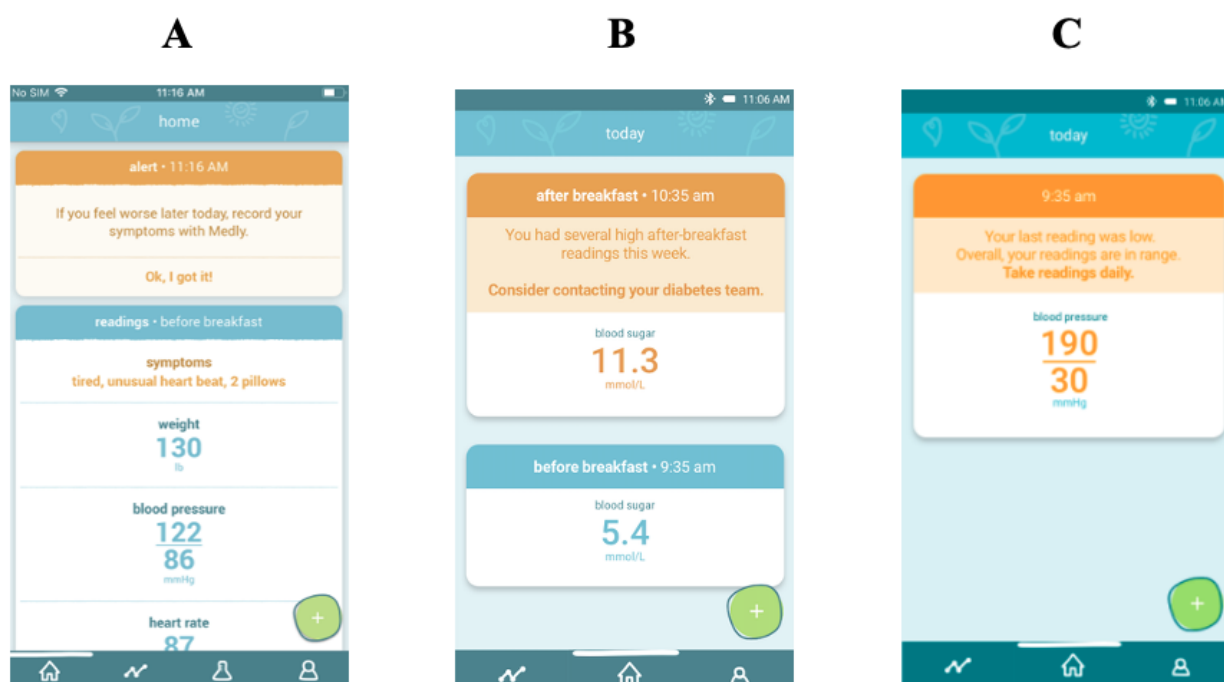 A
B
C
No SIM
11:16 AM
home
alert • 11:16 AM
If you feel worse later today, record your
symptoms with Medly.
Ok, I got it!
readings • before breakfast
symptoms
tired, unusual heart beat, 2 pillows
weight
130
lb
blood pressure
122
86
mmHg
heart rate
87
+
11:06 AM
today
after breakfast • 10:35 am
You had several high after-breakfast
readings this week.
Consider contacting your diabetes team.
blood sugar
11.3
mmol/L
before breakfast • 9:35 am
blood sugar
5.4
mmol/L
+
11:06 AM
today
9:35 am
Your last reading was low.
Overall, your readings are in range.
Take readings daily.
blood pressure
190
30
mmHg
+